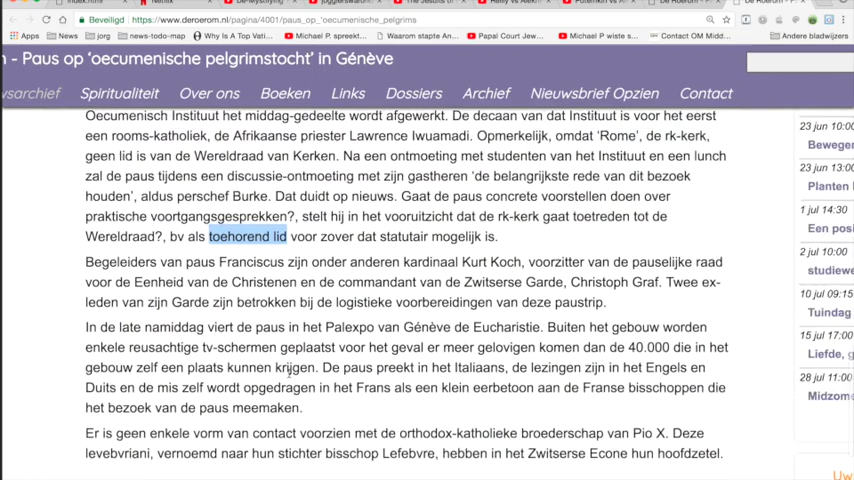 Index.html
Netflix
De-Mystifying
The Jesuits of
Beveiligd
https://www.deroerom.nl/pagina/4001/paus_op_'oecumenische_pelgrims
Apps
News
jorg
news-todo-map
Why Is A Top Vati...
Michael P. spreekt...
Waarom stapte An...
Papal Court Jewe...
Michael P wiste s...
Contact OM Midd...
Andere bladwijzers
- Paus op 'oecumenische pelgrimstocht' in Génève
wsarchief Spiritualiteit Over ons Boeken Links Dossiers Archief Nieuwsbrief Opzien Contact
Oecumenisch Instituut het middag-gedeelte wordt afgewerkt. De decaan van dat Instituut is voor het eerst
een rooms-katholiek, de Afrikaanse priester Lawrence Iwuamadi. Opmerkelijk, omdat 'Rome', de rk-kerk,
geen lid is van de Wereldraad van Kerken. Na een ontmoeting met studenten van het Instituut en een lunch
zal de paus tijdens een discussie-ontmoeting met zijn gastheren 'de belangrijkste rede van dit bezoek
houden', aldus perschef Burke. Dat duidt op nieuws. Gaat de paus concrete voorstellen doen over
praktische voortgangsgesprekken?, stelt hij in het vooruitzicht dat de rk-kerk gaat toetreden tot de
Wereldraad?, bv als toehorend lid voor zover dat statutair mogelijk is.
Begeleiders van paus Franciscus zijn onder anderen kardinaal Kurt Koch, voorzitter van de pauselijke raad
voor de Eenheid van de Christenen en de commandant van de Zwitserse Garde, Christoph Graf. Twee ex-
leden van zijn Garde zijn betrokken bij de logistieke voorbereidingen van deze paustrip.
In de late namiddag viert de paus in het Palexpo van Génève de Eucharistie. Buiten het gebouw worden
enkele reusachtige tv-schermen geplaatst voor het geval er meer gelovigen komen dan de 40.000 die in het
gebouw zelf een plaats kunnen krijgen. De paus preekt in het Italiaans, de lezingen zijn in het Engels en
Duits en de mis zelf wordt opgedragen in het Frans als een klein eerbetoon aan de Franse bisschoppen die
het bezoek van de paus meemaken.
Er is geen enkele vorm van contact voorzien met de orthodox-katholieke broederschap van Pio X. Deze
levebvriani, vernoemd naar hun stichter bisschop Lefebvre, hebben in het Zwitserse Econe hun hoofdzetel.
23 jun 10:00
Beweger
23 jun 13:00
Planten
1 jul 14:30
Een posi
2 jul 10:00
studiewe
10 jul 09:15
Tuindag
15 jul 17:00
Liefde, g
28 jul 11:00
Midzome
Uw